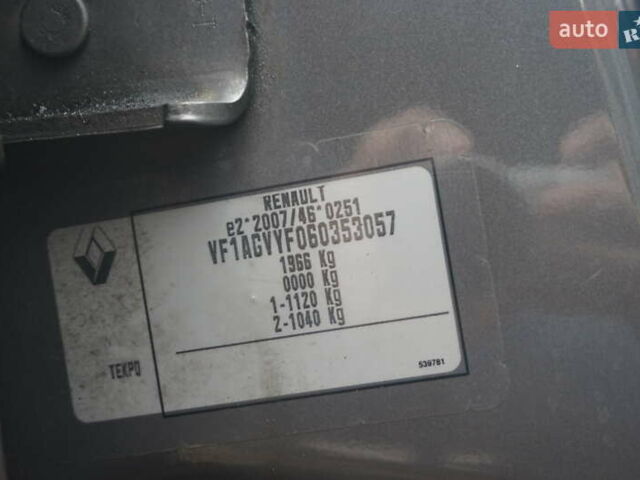 auto
R
RENAULT
e2*2007/46*0251
VF1AGVYF060353057
1966 Kg
0000 Kg
1-1120 Kg
2-1040 Kg
TEKPO
539781